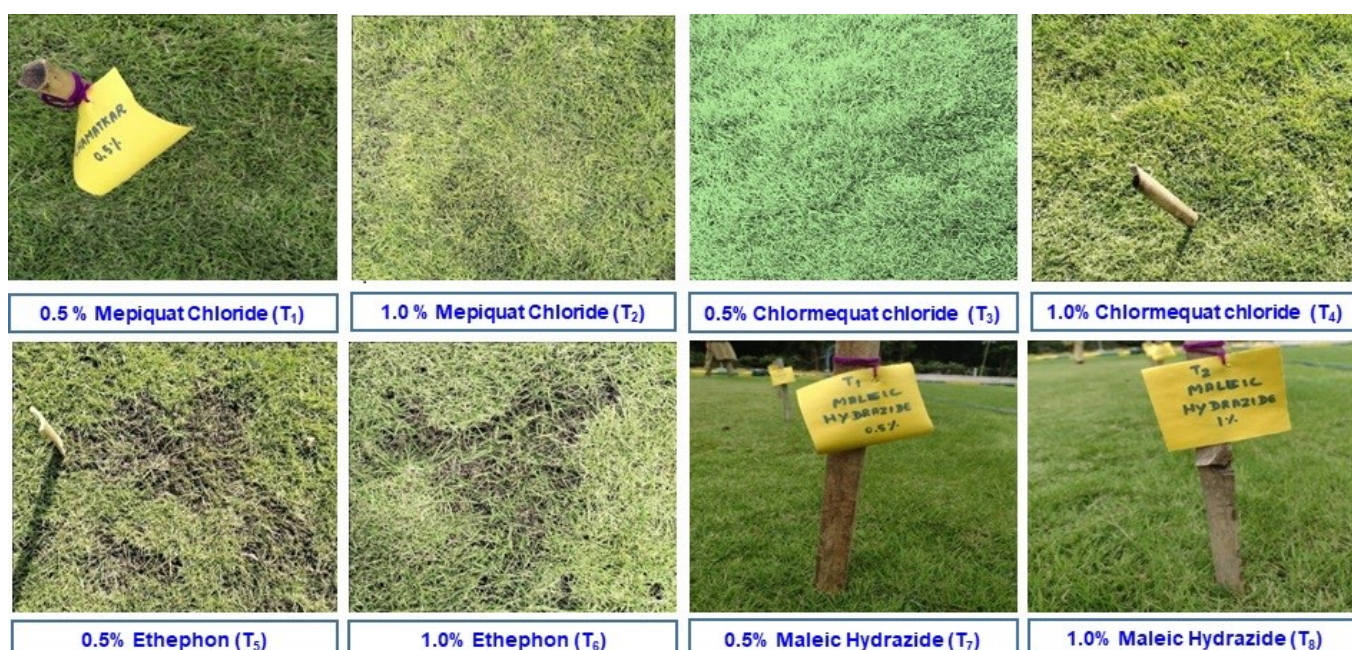 0.5%
0.5 % Mepiquat Chloride (T₁)
1.0 % Mepiquat Chloride (T₂)
0.5% Chlormequat chloride (T₃)
1.0% Chlormequat chloride (T₄)
T₁
MALEIC
HYDRAZIDE
0.5%
T₂
MALEIC
HYDRAZIDE
1%
0.5% Ethephon (T₅)
1.0% Ethephon (T₆)
0.5% Maleic Hydrazide (T₇)
1.0% Maleic Hydrazide (T₈)